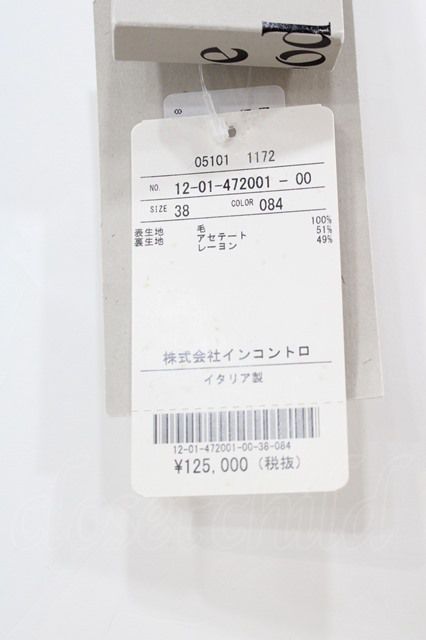 05101 1172
NO. 12-01-472001 - 00
SIZE 38 COLOR 084
表生地 毛 100%
裏生地 アセテート 51%
レーヨン 49%
株式会社インコントロ
イタリア製
12-01-472001-00-38-084
¥125,000 (税抜)
closet child